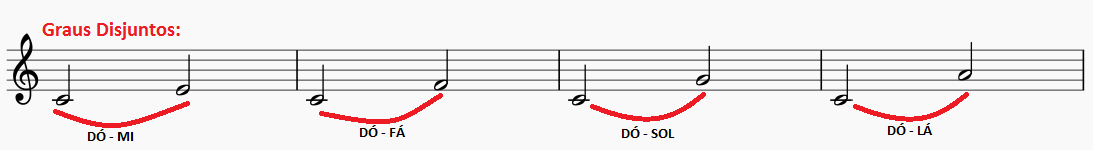 Graus Disjuntos:
DÓ - MI
DÓ - FÁ
DÓ - SOL
DÓ - LÁ